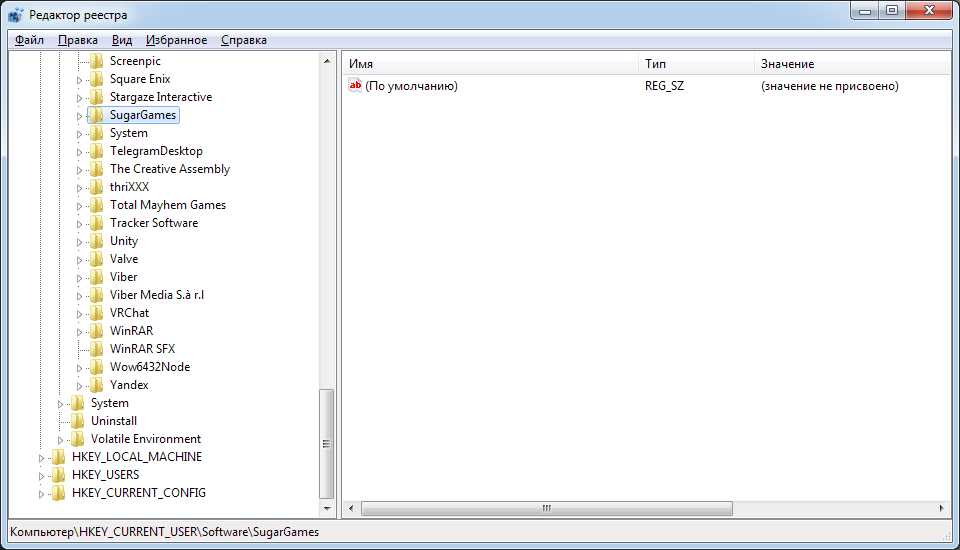 Редактор реестра
Файл Правка Вид Избранное Справка
Screenpic
Square Enix
Stargaze Interactive
SugarGames
System
TelegramDesktop
The Creative Assembly
thriXXX
Total Mayhem Games
Tracker Software
Unity
Valve
Viber
Viber Media S.à r.l
VRChat
WinRAR
WinRAR SFX
Wow6432Node
Yandex
System
Uninstall
Volatile Environment
HKEY_LOCAL_MACHINE
HKEY_USERS
HKEY_CURRENT_CONFIG
Имя Тип Значение
ab (По умолчанию) REG_SZ (значение не присвоено)
Компьютер\HKEY_CURRENT_USER\Software\SugarGames